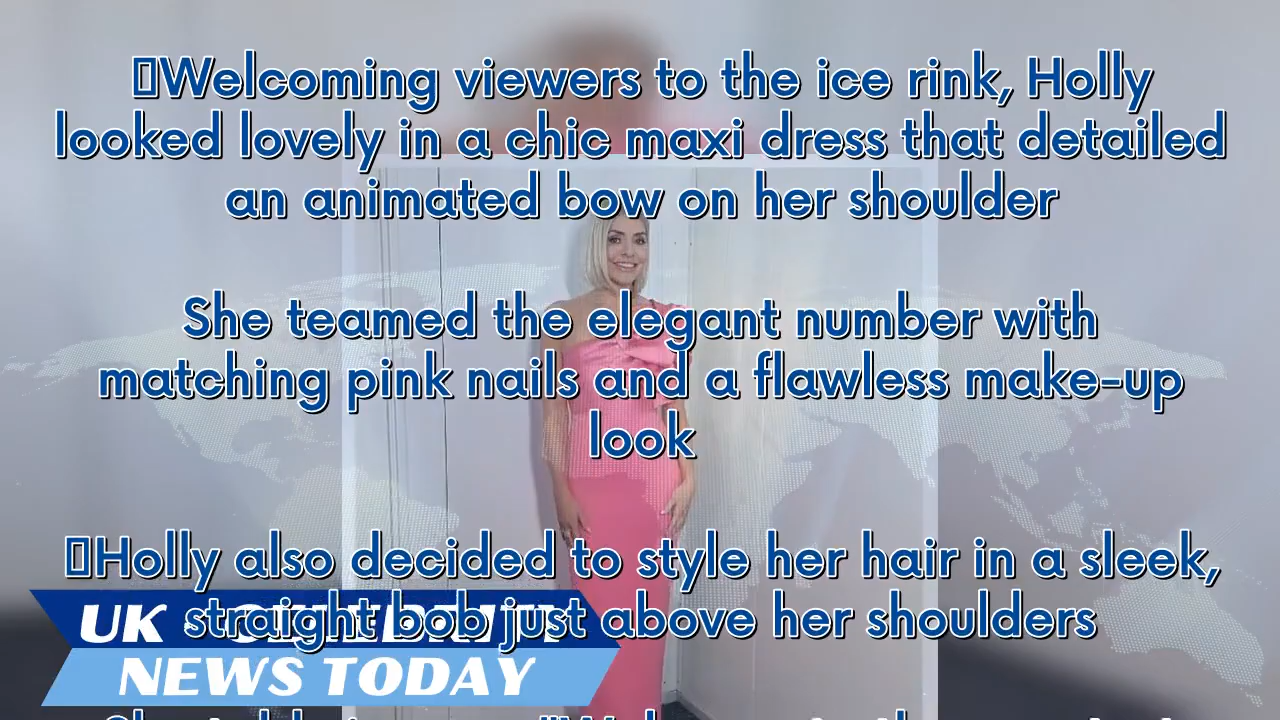 Welcoming viewers to the ice rink, Holly
looked lovely in a chic maxi dress that detailed
an animated bow on her shoulder
She teamed the elegant number with
matching pink nails and a flawless make-up
look
Holly also decided to style her hair in a sleek,
straight bob just above her shoulders
UK
NEWS TODAY